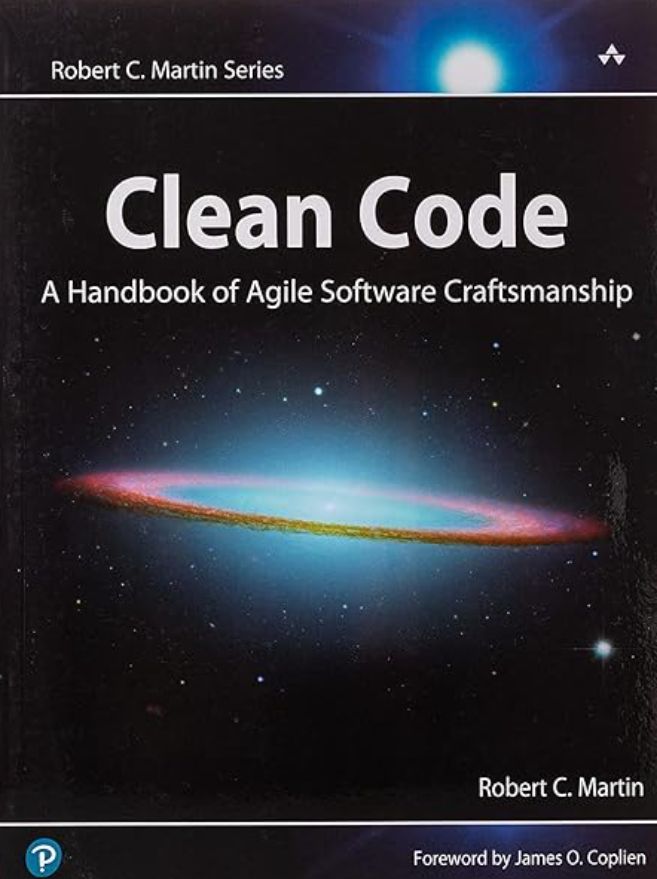 Robert C. Martin Series
Clean Code
A Handbook of Agile Software Craftsmanship
Robert C. Martin
P
Foreword by James O. Coplien